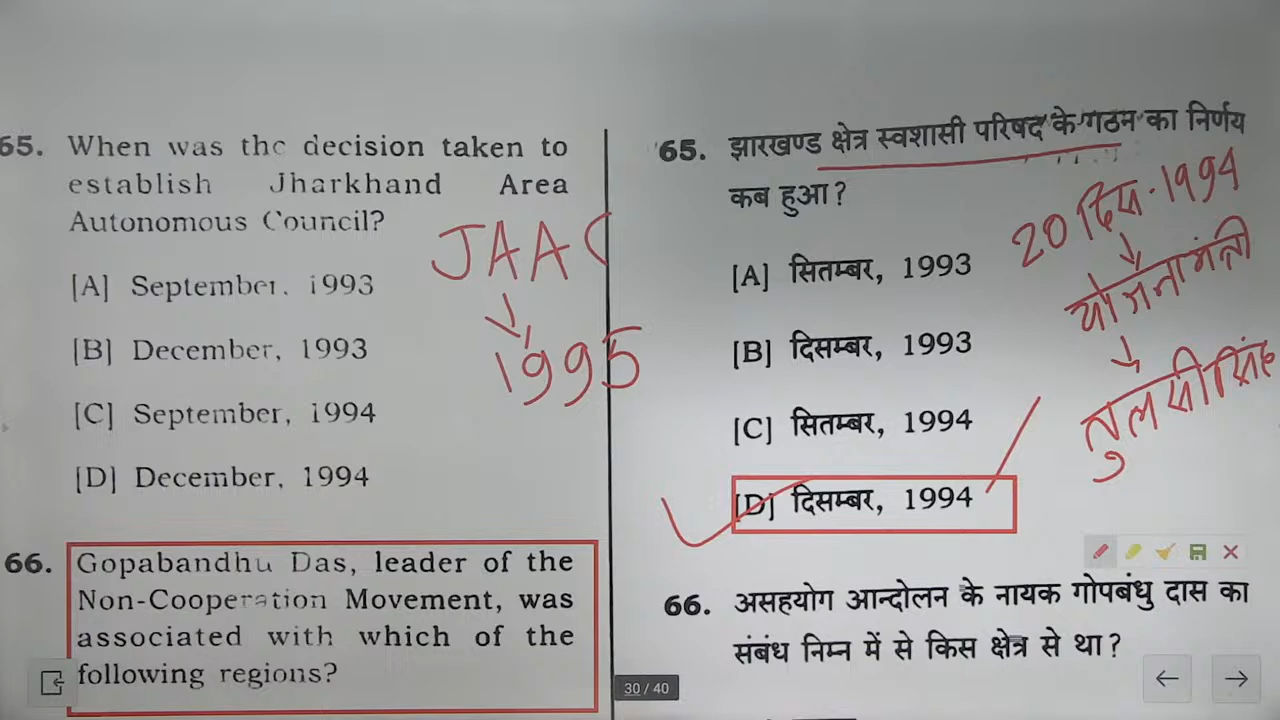 65. When was the decision taken to
establish Jharkhand Area
Autonomous Council?
[A] September, 1993
[B] December, 1993
[C] September, 1994
[D] December, 1994
JAAC
1995
66. Gopabandhu Das, leader of the
Non-Cooperation Movement, was
associated with which of the
following regions?
65. झारखण्ड क्षेत्र स्वशासी परिषद के गठन का निर्णय
कब हुआ?
[A] सितम्बर, 1993
[B] दिसम्बर, 1993
[C] सितम्बर, 1994
[D] दिसम्बर, 1994
20 दिस. 1994
योजनामंत्री
तुलसीसिंह
66. असहयोग आन्दोलन के नायक गोपबंधु दास का
संबंध निम्न में से किस क्षेत्र से था?
30 / 40